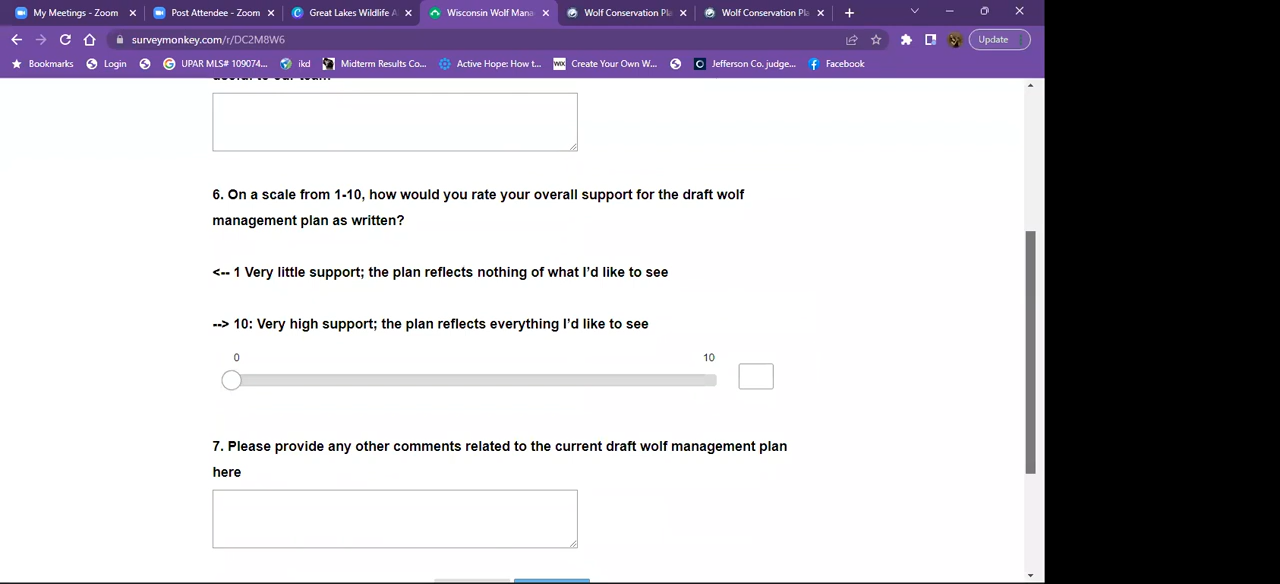 My Meetings - Zoom
Post Attendee - Zoom
Great Lakes Wildlife A
Wisconsin Wolf Mana
Wolf Conservation Pl
Wolf Conservation Pl
surveymonkey.com/r/DC2M8W6
Update
Bookmarks
Login
UPAR MLS# 109074...
ikd
Midterm Results Co...
Active Hope: How t...
WIX
Create Your Own W...
Jefferson Co. judge...
Facebook
useful to our team
6. On a scale from 1-10, how would you rate your overall support for the draft wolf
management plan as written?
<-- 1 Very little support; the plan reflects nothing of what I'd like to see
--> 10: Very high support; the plan reflects everything I'd like to see
0
10
7. Please provide any other comments related to the current draft wolf management plan
here